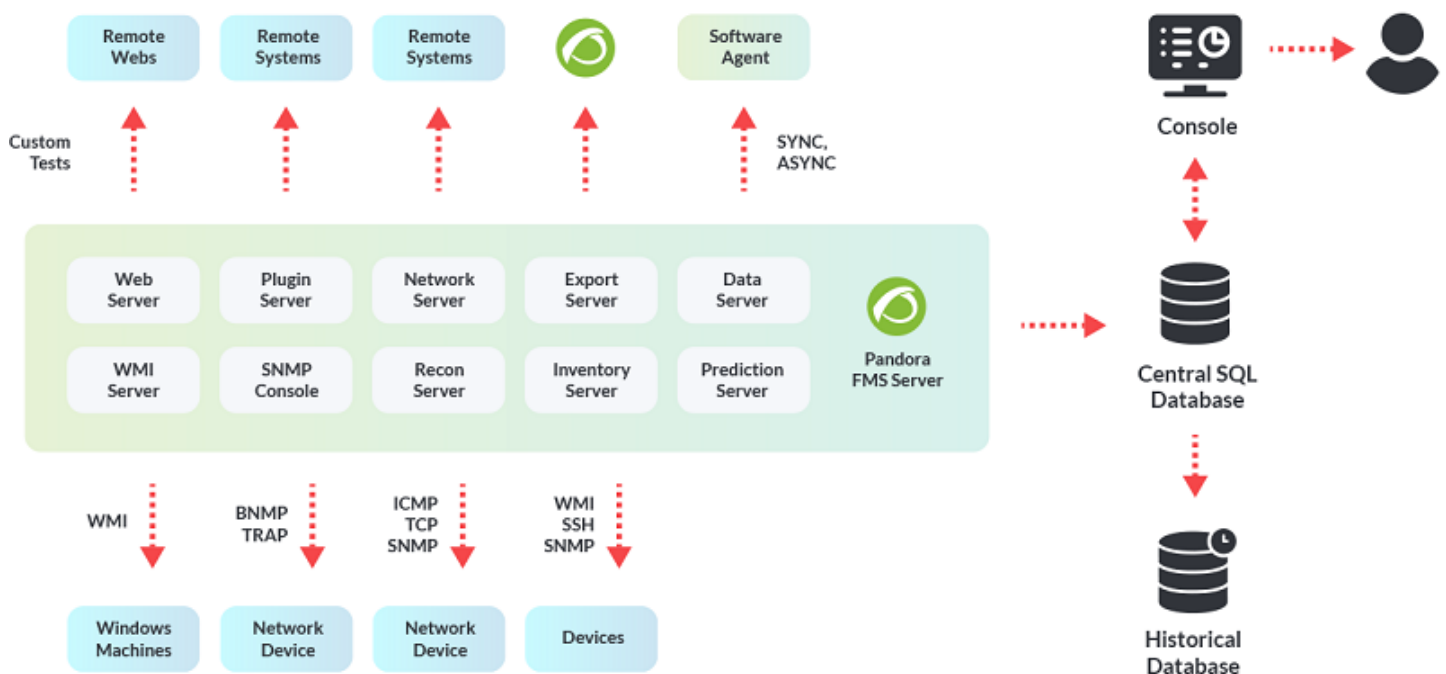 Remote
Webs
Remote
Systems
Remote
Systems
Software
Agent
Console
Custom
Tests
SYNC,
ASYNC
Web
Server
Plugin
Server
Network
Server
Export
Server
Data
Server
WMI
Server
SNMP
Console
Recon
Server
Inventory
Server
Prediction
Server
Pandora
FMS Server
Central SQL
Database
WMI
BNMP
TRAP
ICMP
TCP
SNMP
WMI
SSH
SNMP
Windows
Machines
Network
Device
Network
Device
Devices
Historical
Database